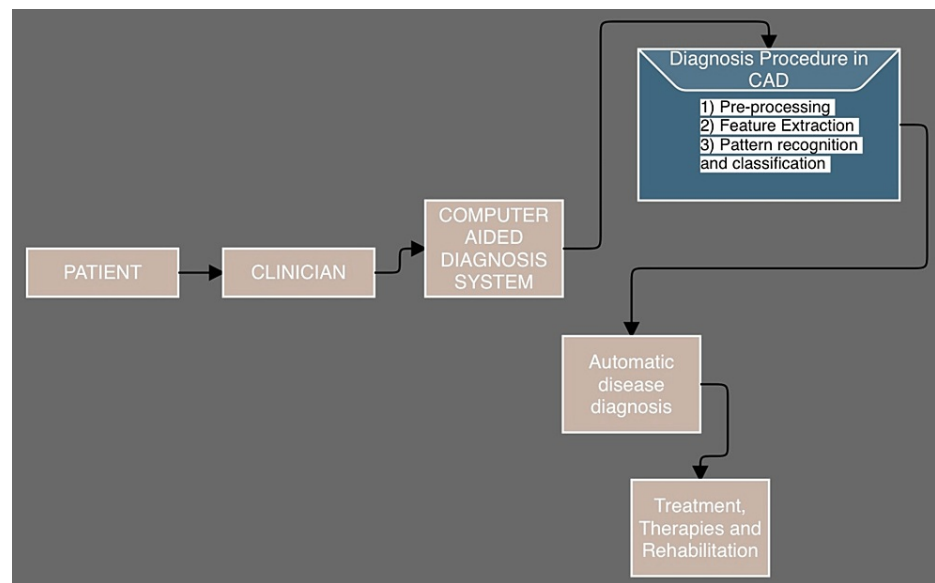 PATIENT
CLINICIAN
COMPUTER
AIDED
DIAGNOSIS
SYSTEM
Diagnosis Procedure in
CAD
1) Pre-processing
2) Feature Extraction
3) Pattern recognition
and classification
Automatic
disease
diagnosis
Treatment,
Therapies and
Rehabilitation